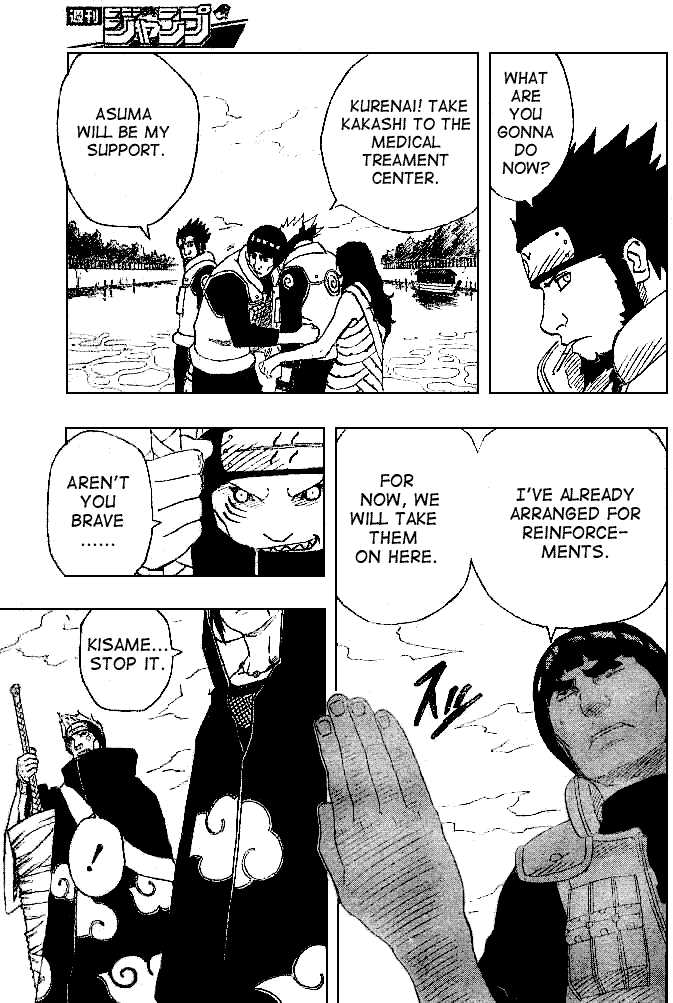 週刊
ジャンプ
WHAT
ARE
YOU
GONNA
DO
NOW?
KURENAI! TAKE
KAKASHI TO THE
MEDICAL
TREAMENT
CENTER.
ASUMA
WILL BE MY
SUPPORT.
I'VE ALREADY
ARRANGED FOR
REINFORCE-
MENTS.
FOR
NOW, WE
WILL TAKE
THEM
ON HERE.
スッ
AREN'T
YOU
BRAVE
......
KISAME...
STOP IT.
!